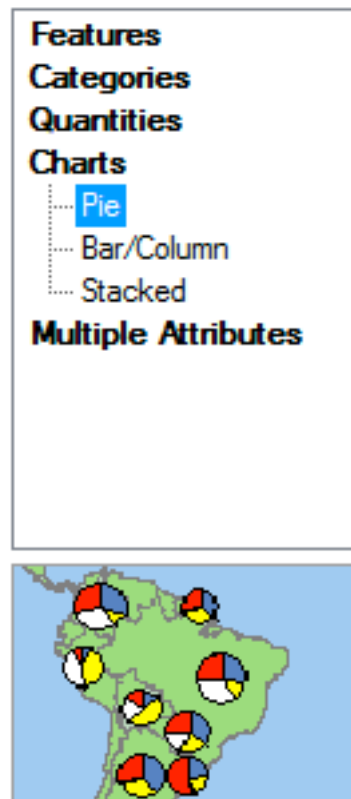 Features
Categories
Quantities
Charts
Pie
Bar/Column
Stacked
Multiple Attributes